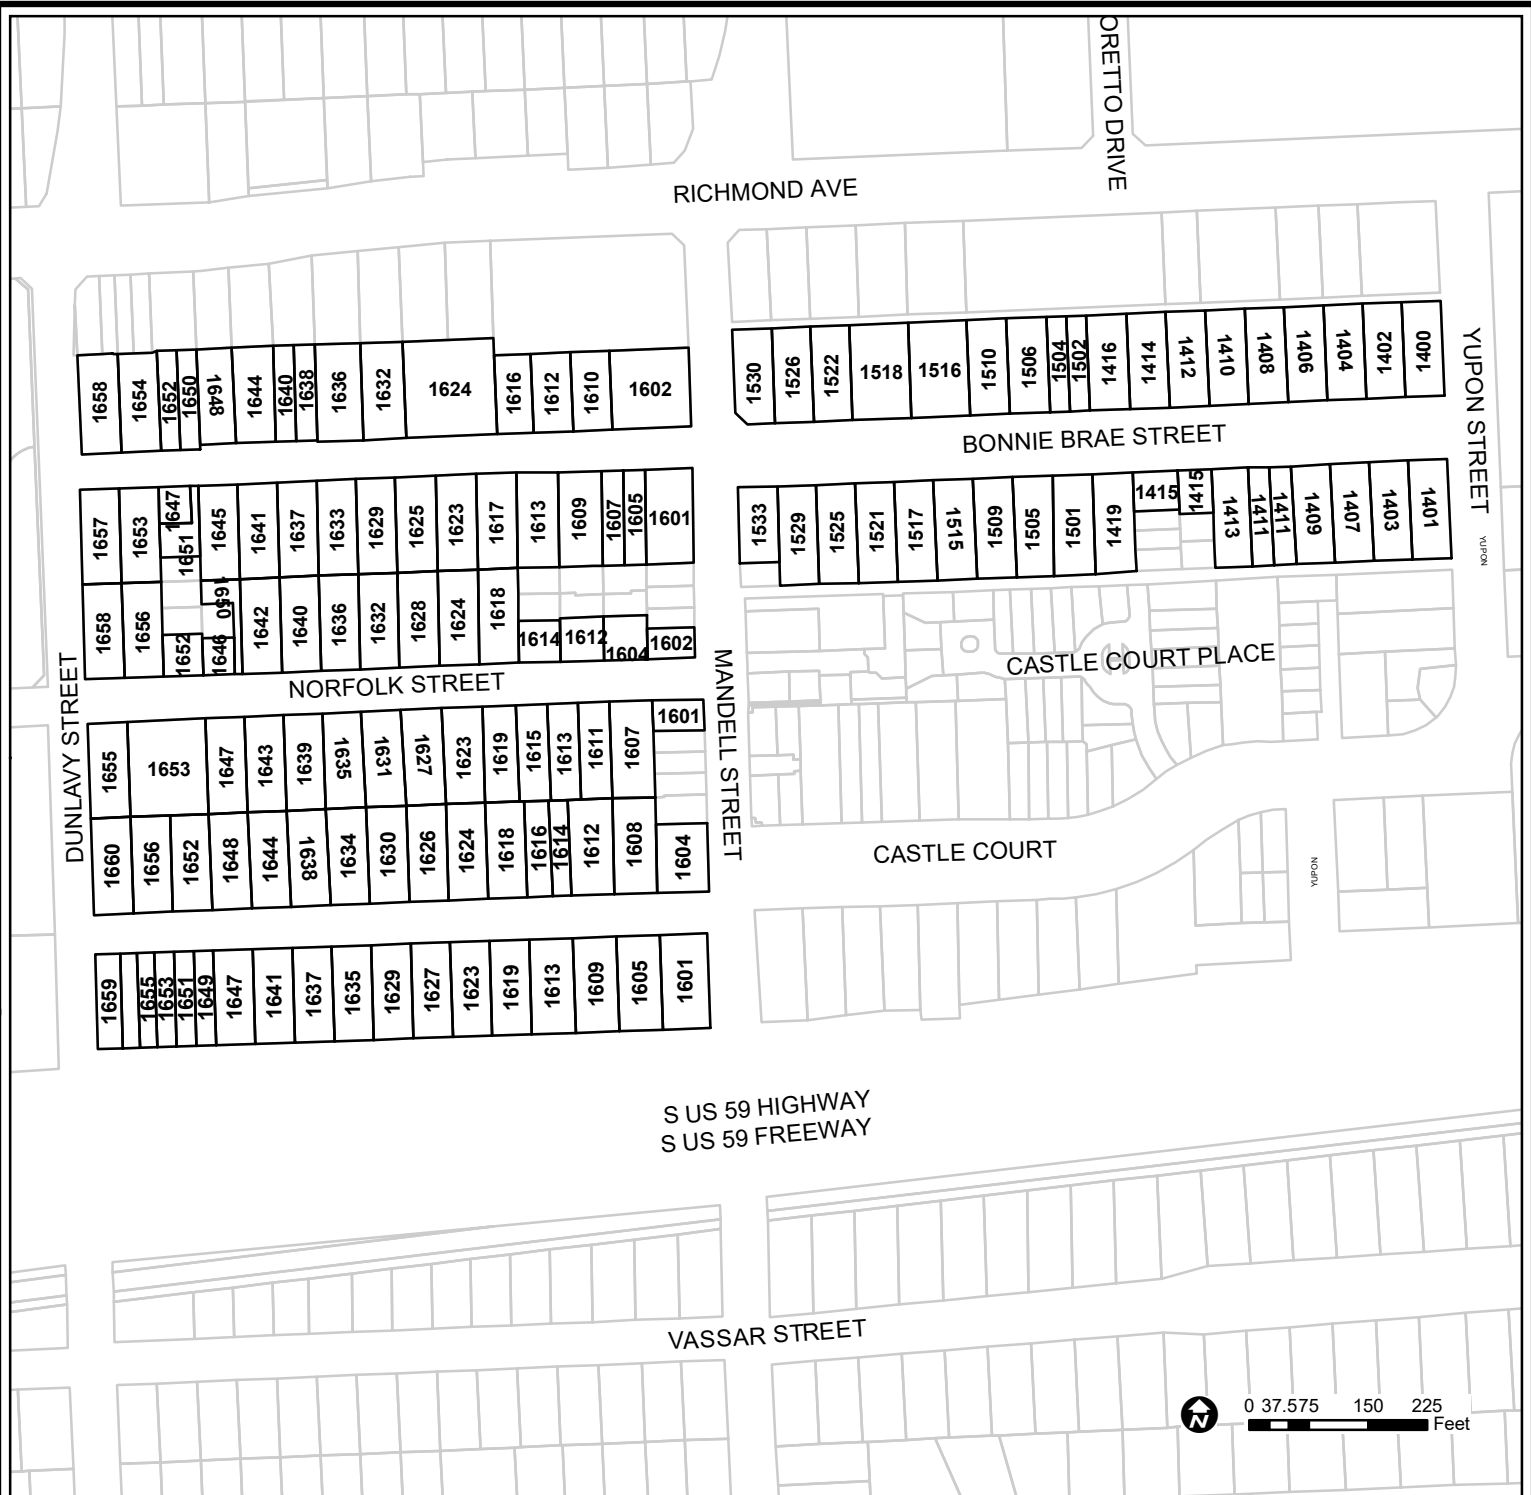 ORETTO DRIVE
RICHMOND AVE
1658 1654 1652 1650 1648 1644 1640 1638 1636 1632 1624 1616 1612 1610 1602
1530 1526 1522 1518 1516 1510 1506 1504 1502 1416 1414 1412 1410 1408 1406 1404 1402 1400
YUPON STREET
BONNIE BRAE STREET
1657 1653 1647 1651 1645 1641 1637 1633 1629 1625 1623 1617 1613 1609 1607 1605 1601
1533 1529 1525 1521 1517 1515 1509 1505 1501 1419 1415 1415 1413 1411 1411 1409 1407 1403 1401
YUPON
1658 1656 1652 1650 1646 1642 1640 1636 1632 1628 1624 1618 1614 1612 1604 1602
CASTLE COURT PLACE
NORFOLK STREET
DUNLAVY STREET
MANDELL STREET
1655 1653 1647 1643 1639 1635 1631 1627 1623 1619 1615 1613 1611 1607 1601
1660 1656 1652 1648 1644 1638 1634 1630 1626 1624 1618 1616 1614 1612 1608 1604
CASTLE COURT
YUPON
1659 1655 1653 1651 1649 1647 1641 1637 1635 1629 1627 1623 1619 1613 1609 1605 1601
S US 59 HIGHWAY
S US 59 FREEWAY
VASSAR STREET
N
0 37.575 150 225
Feet